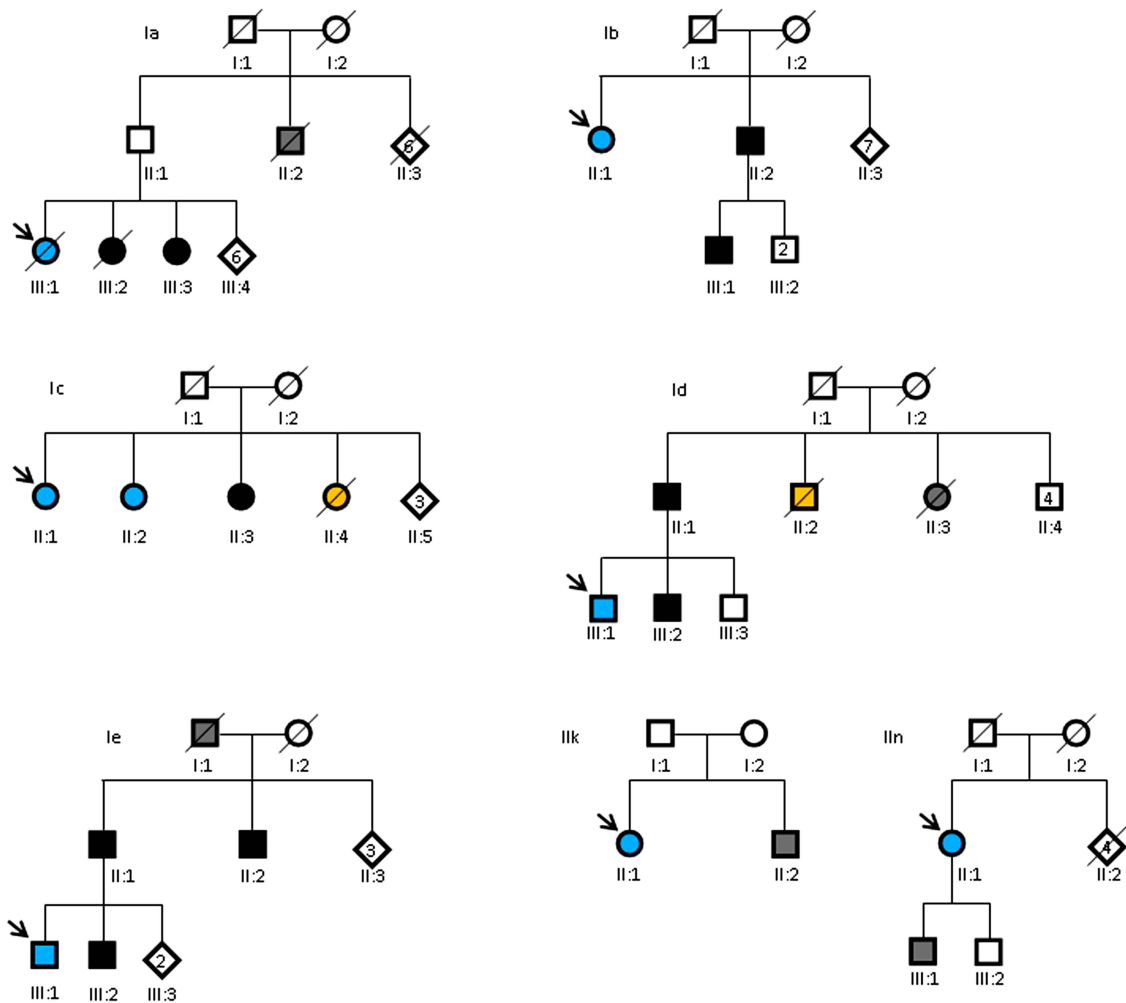 Ia
I:1 I:2
II:1 II:2 6 II:3
III:1 III:2 III:3 6 III:4
Ib
I:1 I:2
II:1 II:2 7 II:3
III:1 2 III:2
Ic
I:1 I:2
II:1 II:2 II:3 II:4 3 II:5
Id
I:1 I:2
II:1 II:2 II:3 4 II:4
III:1 III:2 III:3
Ie
I:1 I:2
II:1 II:2 3 II:3
III:1 III:2 2 III:3
IIk
I:1 I:2
II:1 II:2
IIn
I:1 I:2
II:1 4 II:2
III:1 III:2